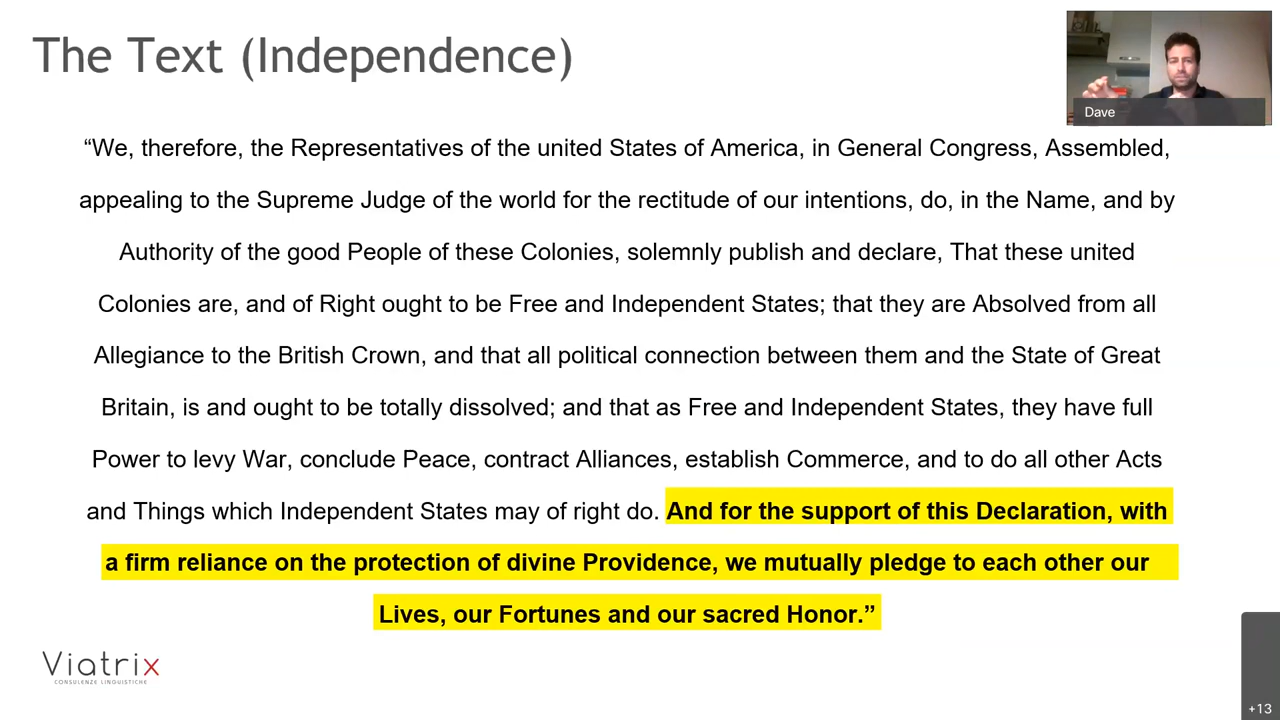 The Text (Independence)
Dave
“We, therefore, the Representatives of the united States of America, in General Congress, Assembled,
appealing to the Supreme Judge of the world for the rectitude of our intentions, do, in the Name, and by
Authority of the good People of these Colonies, solemnly publish and declare, That these united
Colonies are, and of Right ought to be Free and Independent States; that they are Absolved from all
Allegiance to the British Crown, and that all political connection between them and the State of Great
Britain, is and ought to be totally dissolved; and that as Free and Independent States, they have full
Power to levy War, conclude Peace, contract Alliances, establish Commerce, and to do all other Acts
and Things which Independent States may of right do. And for the support of this Declaration, with
a firm reliance on the protection of divine Providence, we mutually pledge to each other our
Lives, our Fortunes and our sacred Honor.”
Viatrix
CONSULENZE LINGUISTICHE
+13